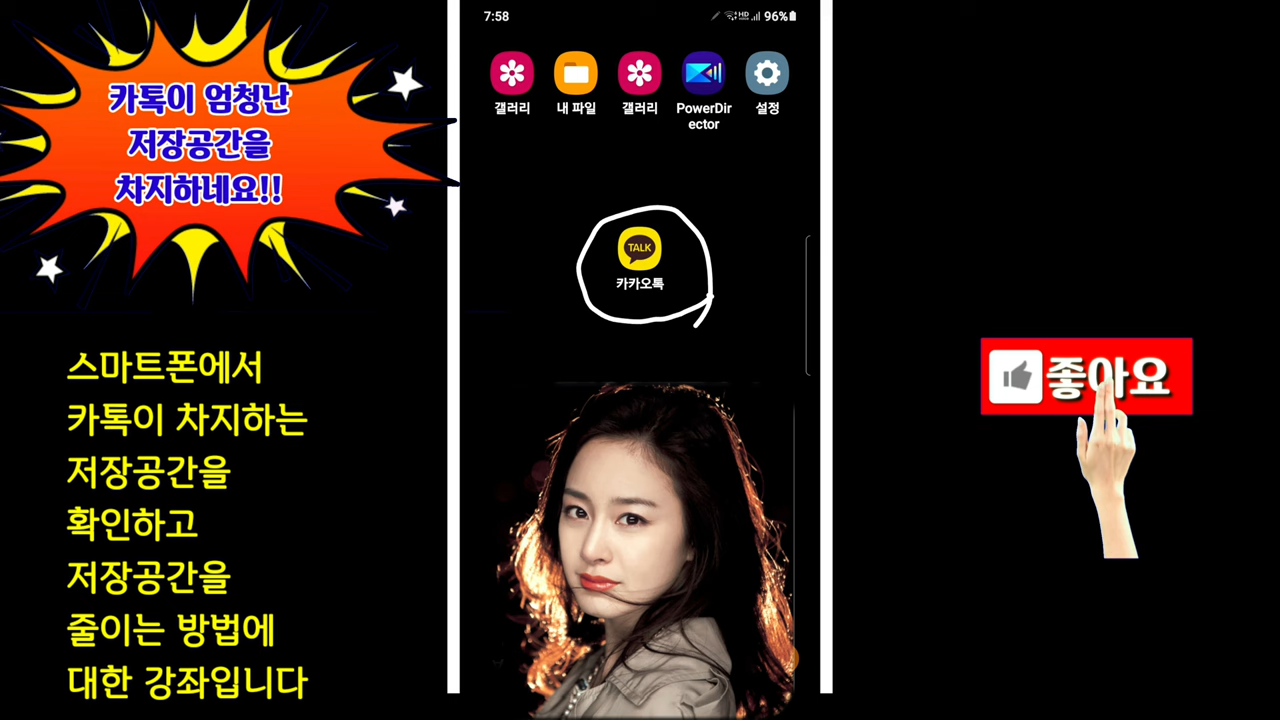 카톡이 엄청난
저장공간을
차지하네요!!
스마트폰에서
카톡이 차지하는
저장공간을
확인하고
저장공간을
줄이는 방법에
대한 강좌입니다
7:58
HD
96%
갤러리
내 파일
갤러리
PowerDir
ector
설정
TALK
카카오톡
좋아요